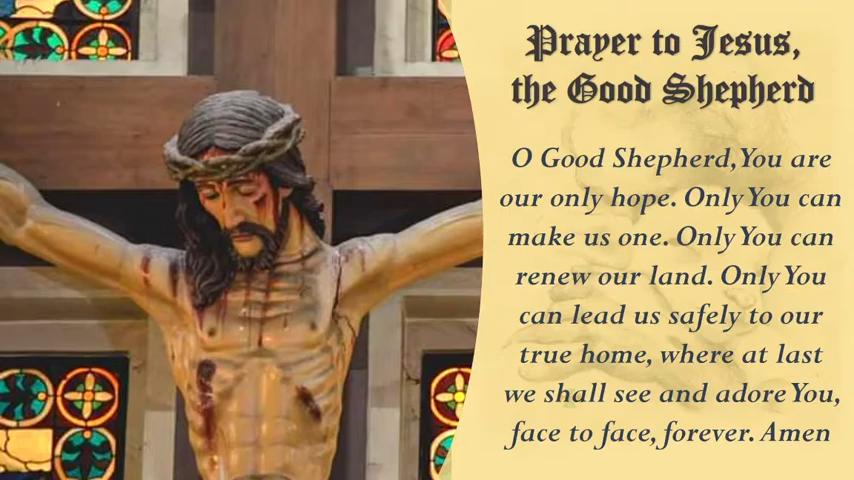 Prayer to Jesus,
the Good Shepherd
O Good Shepherd, You are
our only hope. Only You can
make us one. Only You can
renew our land. Only You
can lead us safely to our
true home, where at last
we shall see and adore You,
face to face, forever. Amen